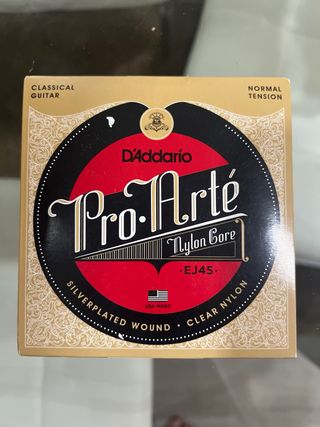 CLASSICAL
GUITAR
NORMAL
TENSION
D'Addario
Pro·Arté
Nylon Core
·EJ45·
USA MADE
SILVERPLATED WOUND · CLEAR NYLON